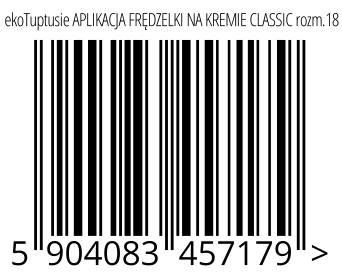 ekoTuptusie APLIKACJA FRĘDZELKI NA KREMIE CLASSIC rozm.18
5 904083 457179 >